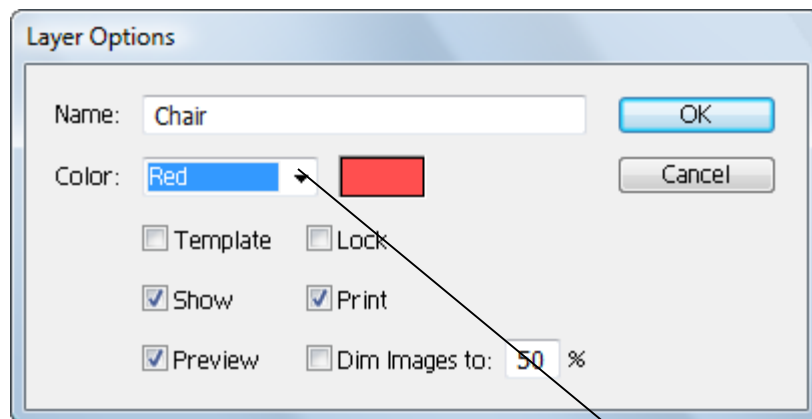 Layer Options
Name: Chair OK
Color: Red Cancel
Template Lock
Show Print
Preview Dim Images to: 50 %